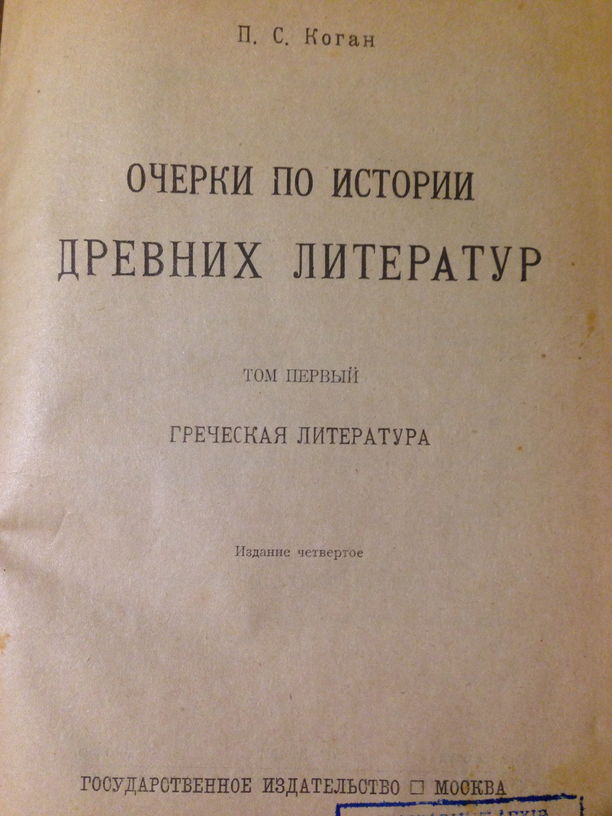 П. С. Коган
ОЧЕРКИ ПО ИСТОРИИ
ДРЕВНИХ ЛИТЕРАТУР
ТОМ ПЕРВЫЙ
ГРЕЧЕСКАЯ ЛИТЕРАТУРА
Издание четвертое
ГОСУДАРСТВЕННОЕ ИЗДАТЕЛЬСТВО □ МОСКВА